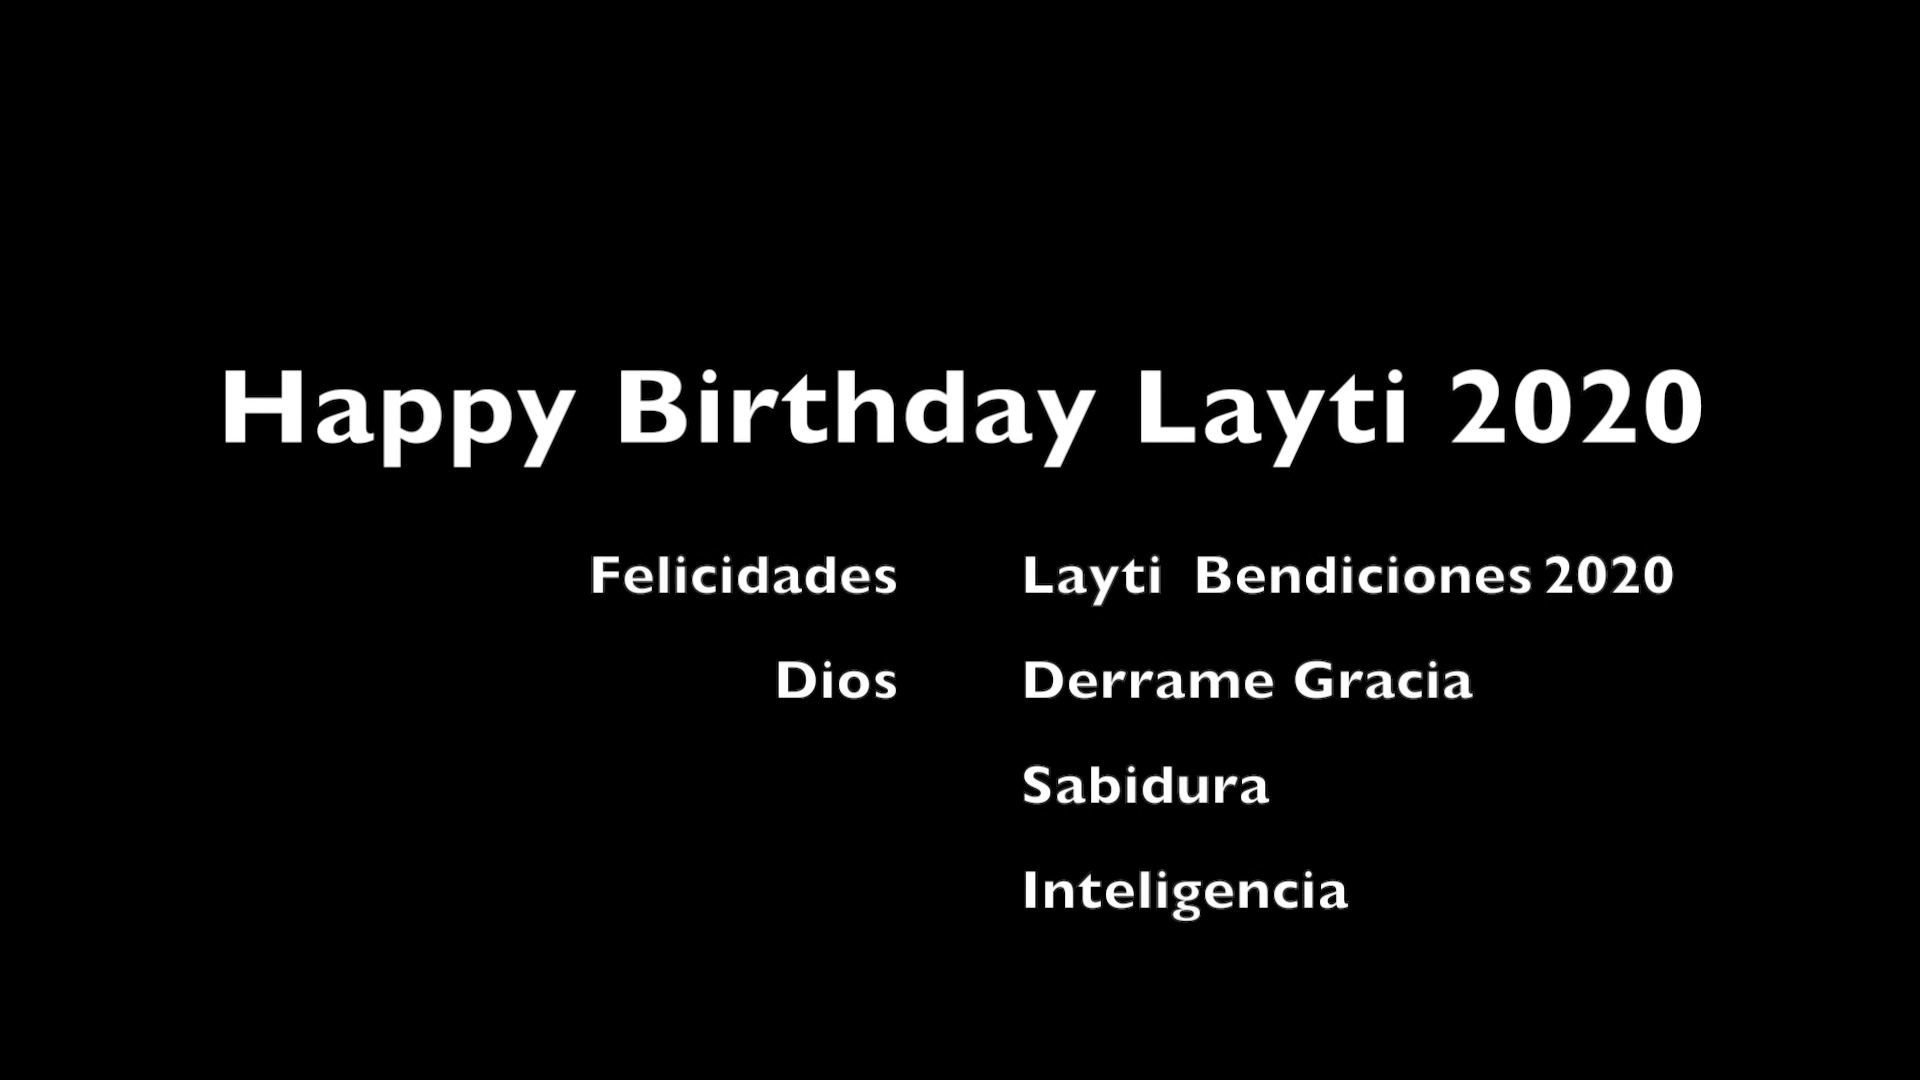 Happy Birthday Layti 2020
Felicidades Layti Bendiciones 2020
Dios Derrame Gracia
Sabidura
Inteligencia